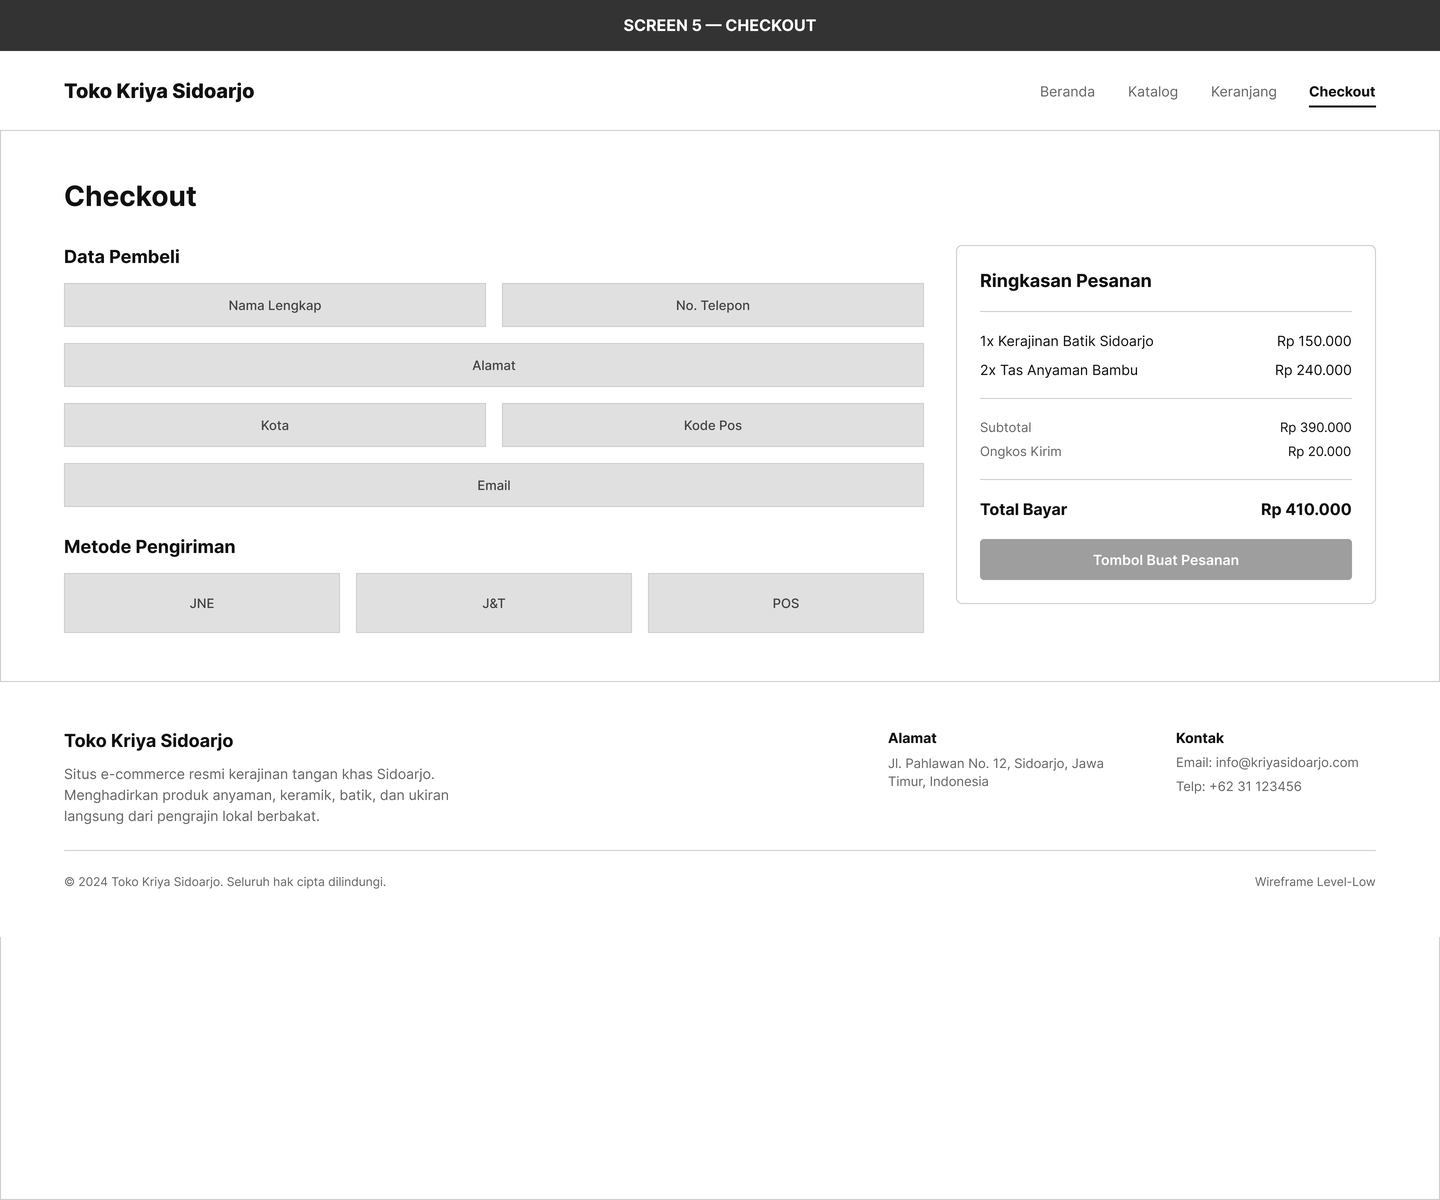 SCREEN 5 — CHECKOUT
Toko Kriya Sidoarjo
Beranda Katalog Keranjang Checkout
Checkout
Data Pembeli
Nama Lengkap No. Telepon
Alamat
Kota Kode Pos
Email
Metode Pengiriman
JNE J&T POS
Ringkasan Pesanan
1x Kerajinan Batik Sidoarjo Rp 150.000
2x Tas Anyaman Bambu Rp 240.000
Subtotal Rp 390.000
Ongkos Kirim Rp 20.000
Total Bayar Rp 410.000
Tombol Buat Pesanan
Toko Kriya Sidoarjo
Situs e-commerce resmi kerajinan tangan khas Sidoarjo.
Menghadirkan produk anyaman, keramik, batik, dan ukiran
langsung dari pengrajin lokal berbakat.
Alamat
Jl. Pahlawan No. 12, Sidoarjo, Jawa
Timur, Indonesia
Kontak
Email: info@kriyasidoarjo.com
Telp: +62 31 123456
© 2024 Toko Kriya Sidoarjo. Seluruh hak cipta dilindungi.
Wireframe Level-Low